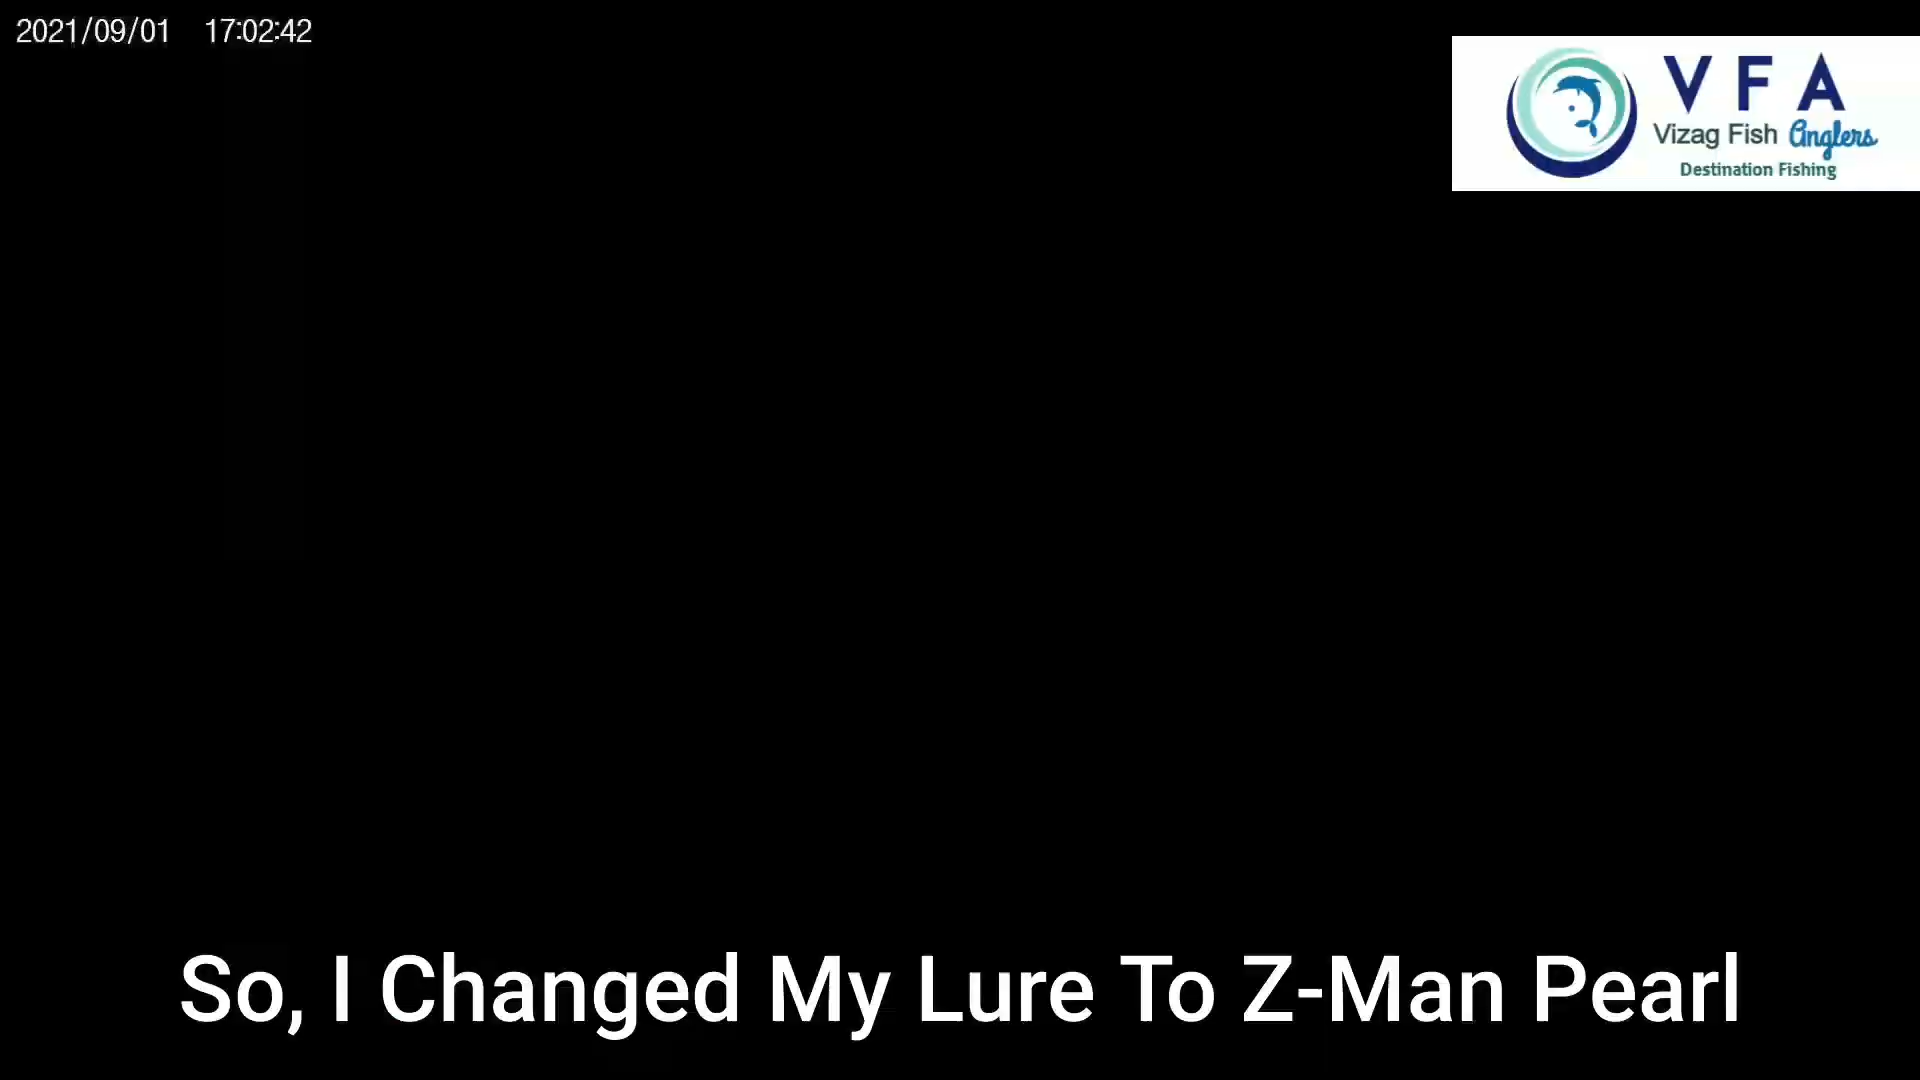 2021/09/01 17:02:42
VFA
Vizag Fish Anglers
Destination Fishing
So, I Changed My Lure To Z-Man Pearl